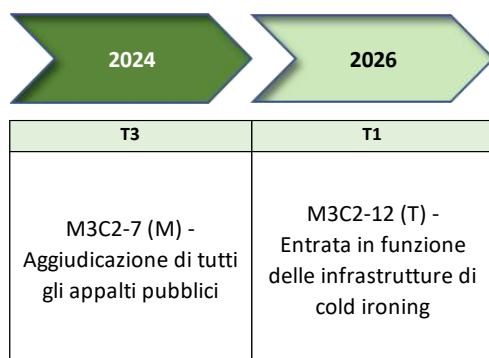 2024
2026
T3
T1
M3C2-7 (M) -
Aggiudicazione di tutti
gli appalti pubblici
M3C2-12 (T) -
Entrata in funzione
delle infrastrutture di
cold ironing